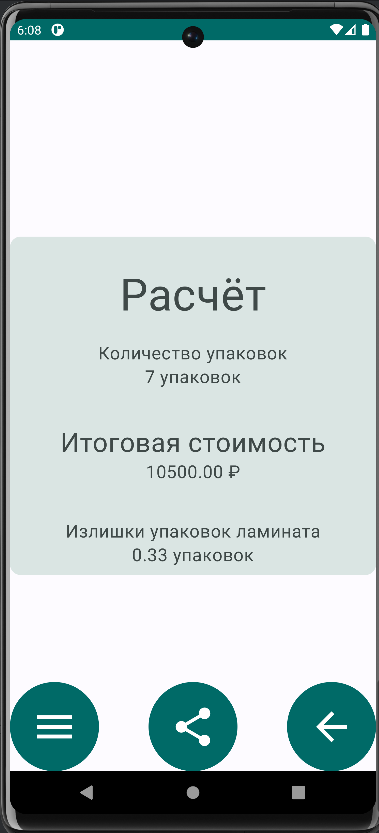 6:08
Расчёт
Количество упаковок
7 упаковок
Итоговая стоимость
10500.00 ₽
Излишки упаковок ламината
0.33 упаковок